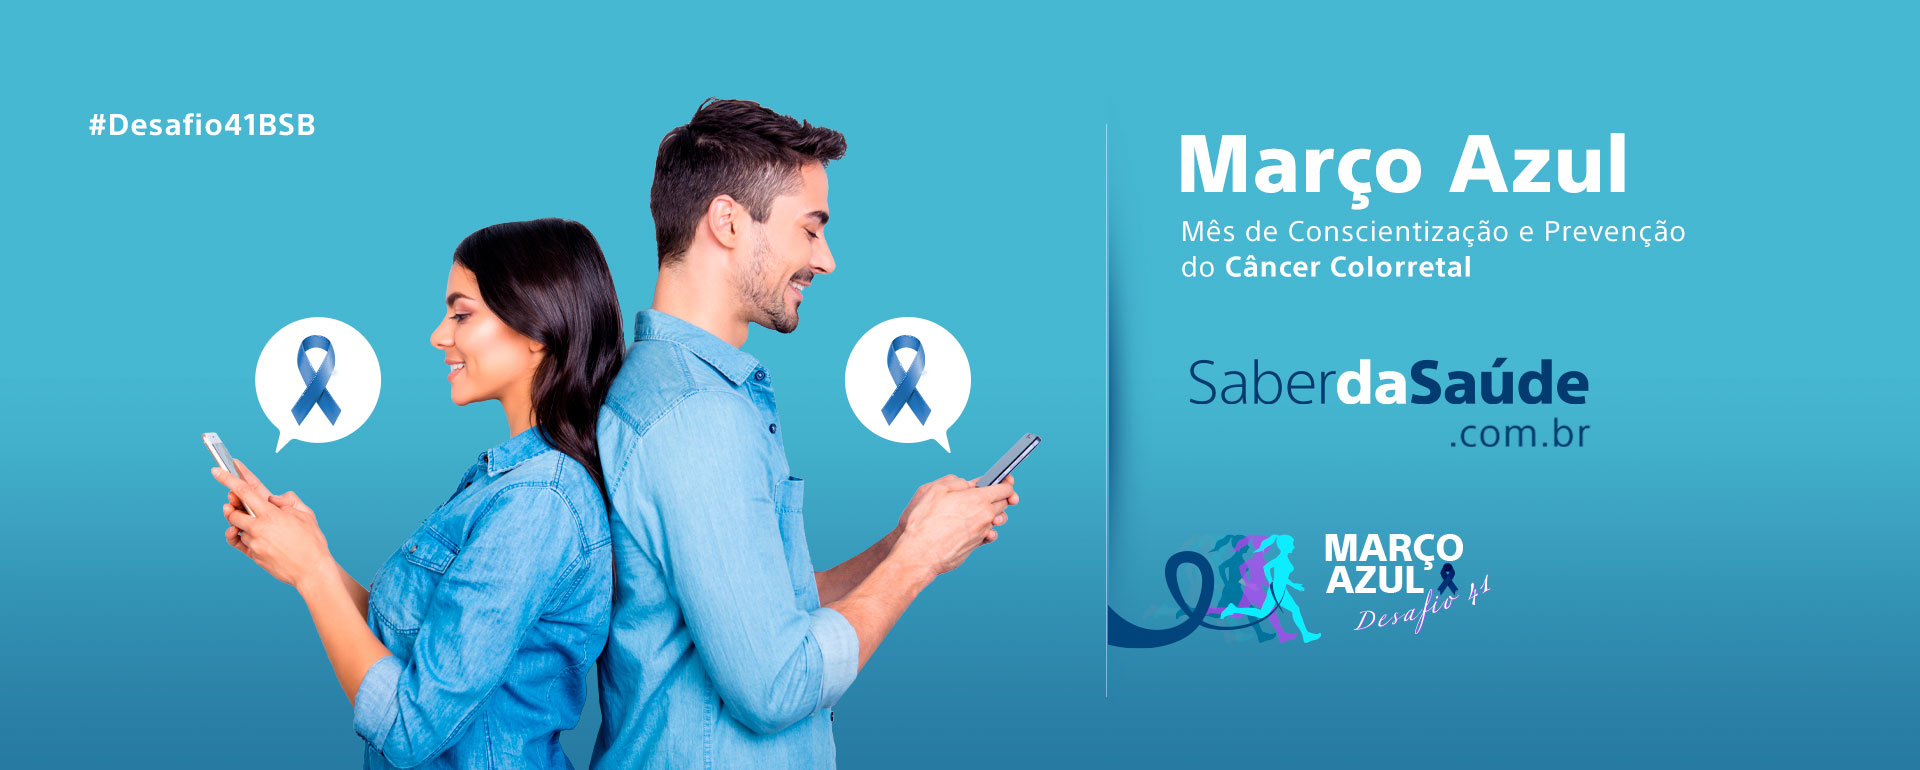 #Desafio41BSB
Março Azul
Mês de Conscientização e Prevenção
do Câncer Colorretal
SaberdaSaúde
.com.br
MARÇO
AZUL
Desafio 41